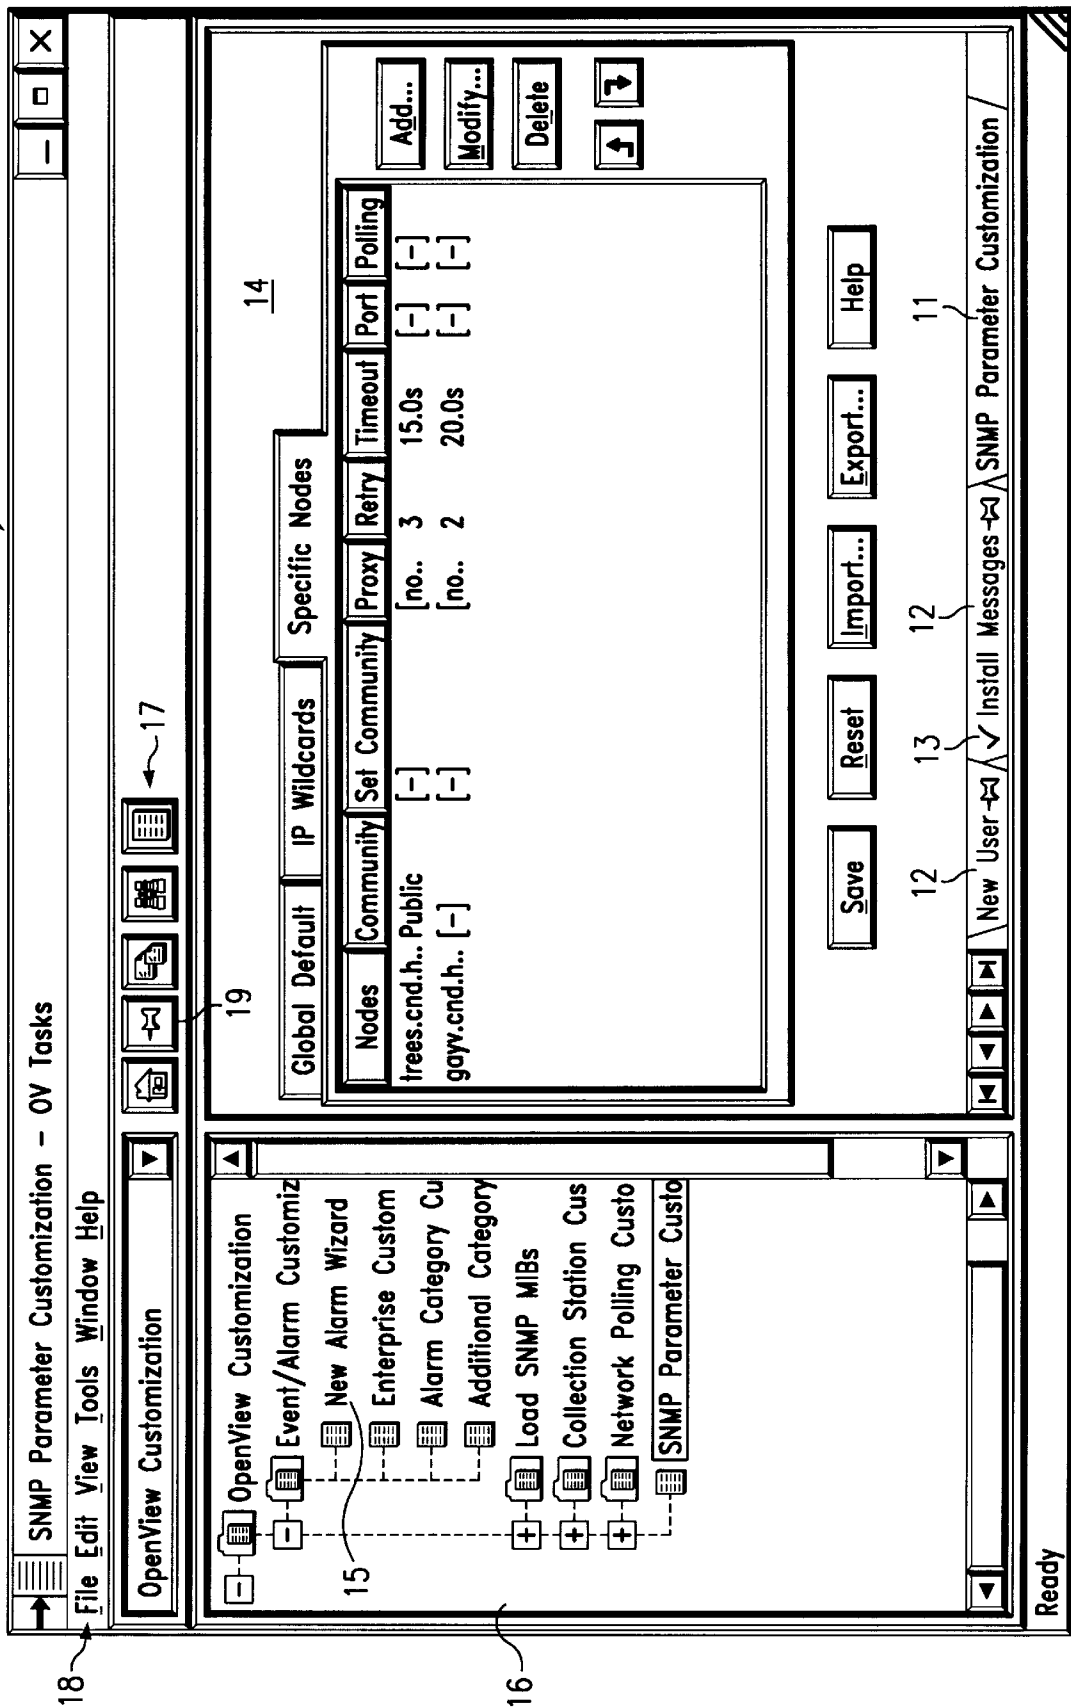 SNMP Parameter Customization - OV Tasks
18
File Edit View Tools Window Help
OpenView Customization
17
19
OpenView Customization
Event/Alarm Customiz
New Alarm Wizard
Enterprise Custom
Alarm Category Cu
Additional Category
Load SNMP MIBs
Collection Station Cus
Network Polling Custo
SNMP Parameter Custo
15
16
14
Global Default IP Wildcards Specific Nodes
Nodes Community Set Community Proxy Retry Timeout Port Polling
trees.cnd.h.. Public [-] [no.. 3 15.0s [-] [-]
gayv.cnd.h.. [-] [-] [no.. 2 20.0s [-] [-]
Add...
Modify...
Delete
Save Reset Import... Export... Help
12 13 12 11
New User Install Messages SNMP Parameter Customization
Ready